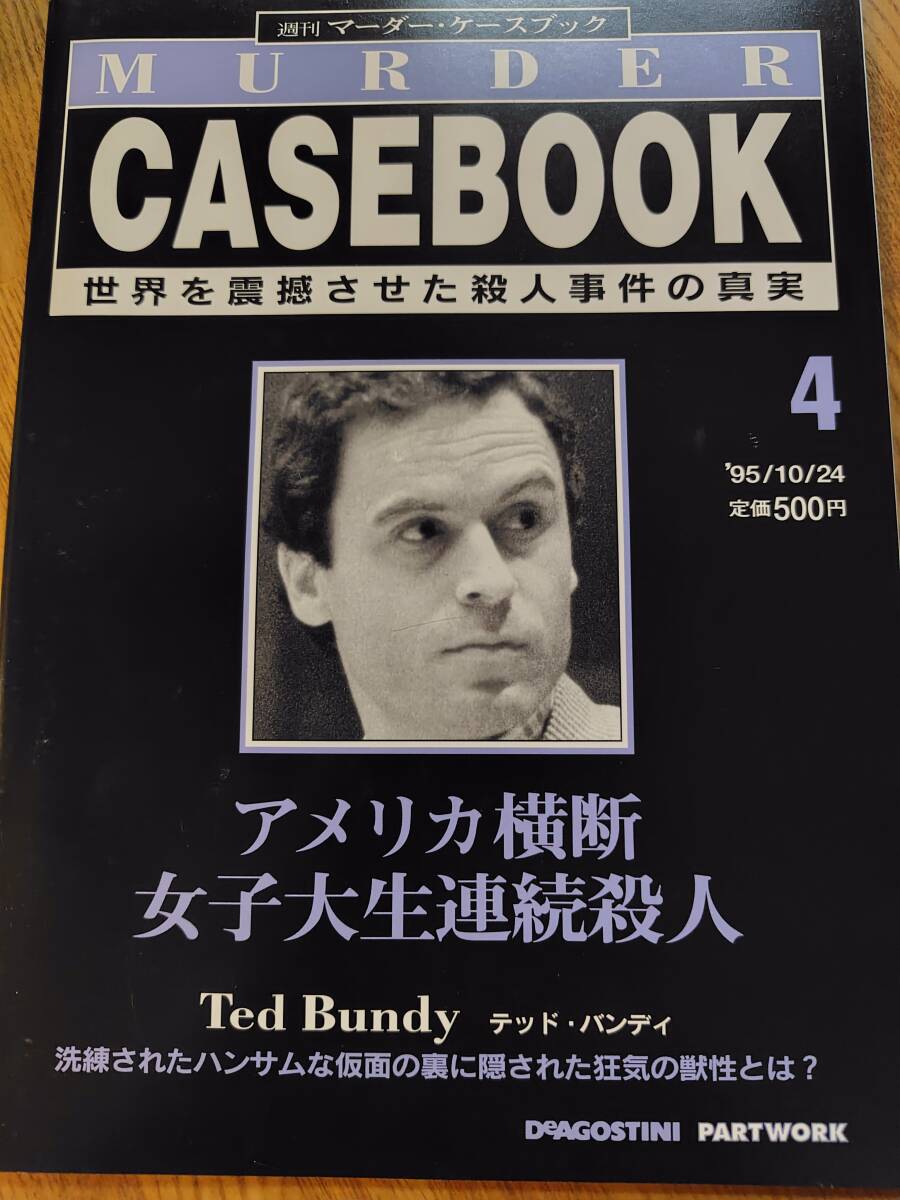 週刊 マーダー・ケースブック
MURDER
CASEBOOK
世界を震撼させた殺人事件の真実
4
'95/10/24
定価500円
アメリカ横断
女子大生連続殺人
Ted Bundy テッド・バンディ
洗練されたハンサムな仮面の裏に隠された狂気の獣性とは？
DeAGOSTINI PARTWORK